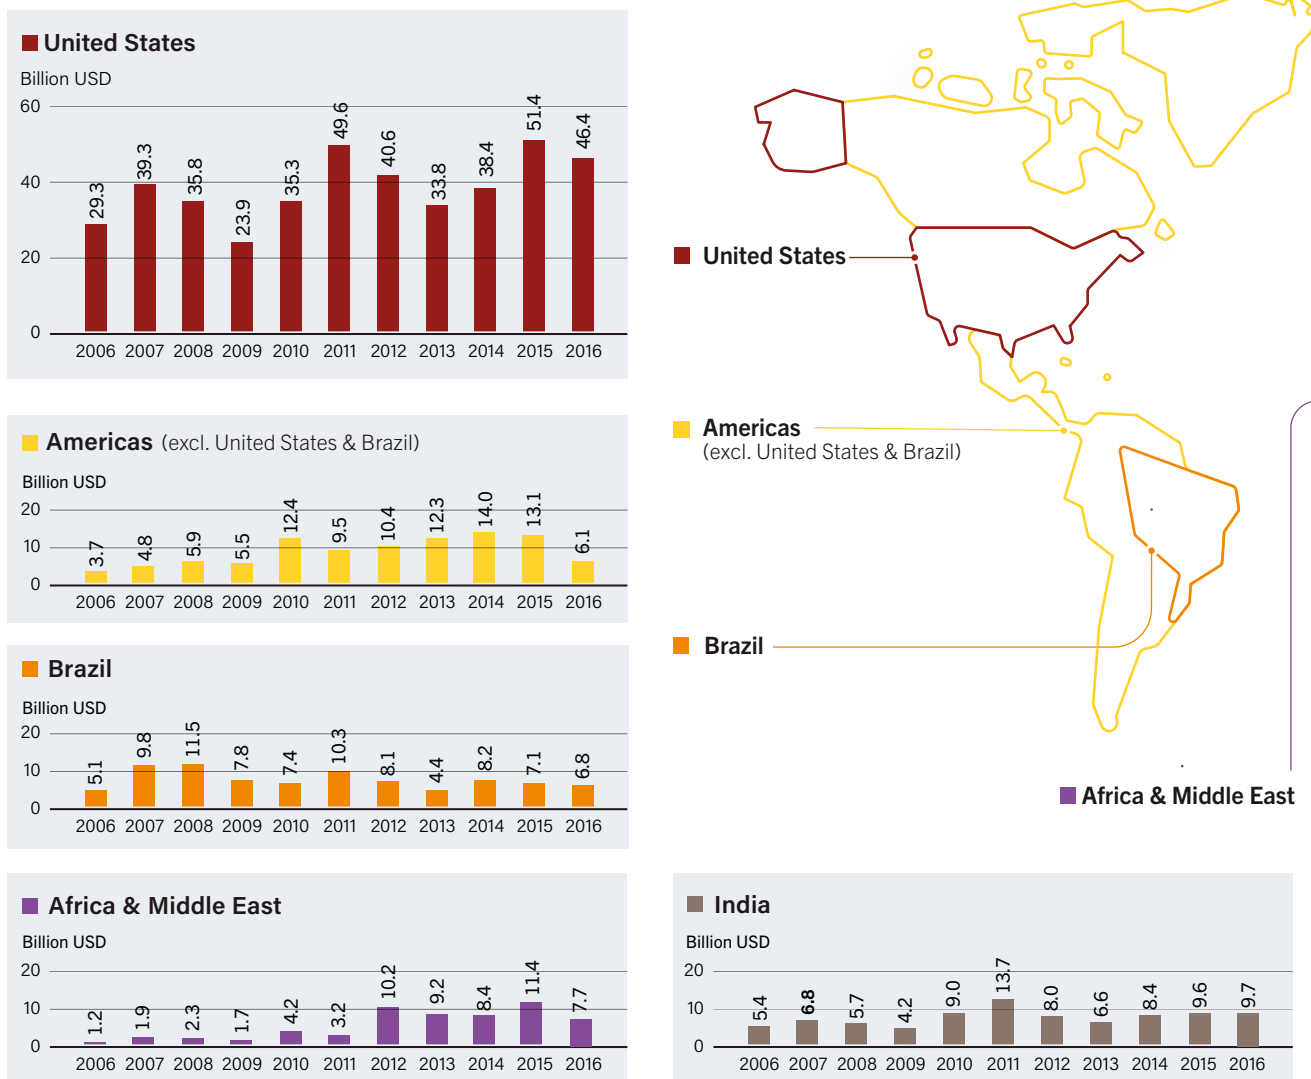 United States
Billion USD
60
40
20
0
29.3 39.3 35.8 23.9 35.3 49.6 40.6 33.8 38.4 51.4 46.4
2006 2007 2008 2009 2010 2011 2012 2013 2014 2015 2016
Americas (excl. United States & Brazil)
Billion USD
20
10
0
3.7 4.8 5.9 5.5 12.4 9.5 10.4 12.3 14.0 13.1 6.1
2006 2007 2008 2009 2010 2011 2012 2013 2014 2015 2016
Brazil
Billion USD
20
10
0
5.1 9.8 11.5 7.8 7.4 10.3 8.1 4.4 8.2 7.1 6.8
2006 2007 2008 2009 2010 2011 2012 2013 2014 2015 2016
United States
Americas
(excl. United States & Brazil)
Brazil
Africa & Middle East
Africa & Middle East
Billion USD
20
10
0
1.2 1.9 2.3 1.7 4.2 3.2 10.2 9.2 8.4 11.4 7.7
2006 2007 2008 2009 2010 2011 2012 2013 2014 2015 2016
India
Billion USD
20
10
0
5.4 6.8 5.7 4.2 9.0 13.7 8.0 6.6 8.4 9.6 9.7
2006 2007 2008 2009 2010 2011 2012 2013 2014 2015 2016